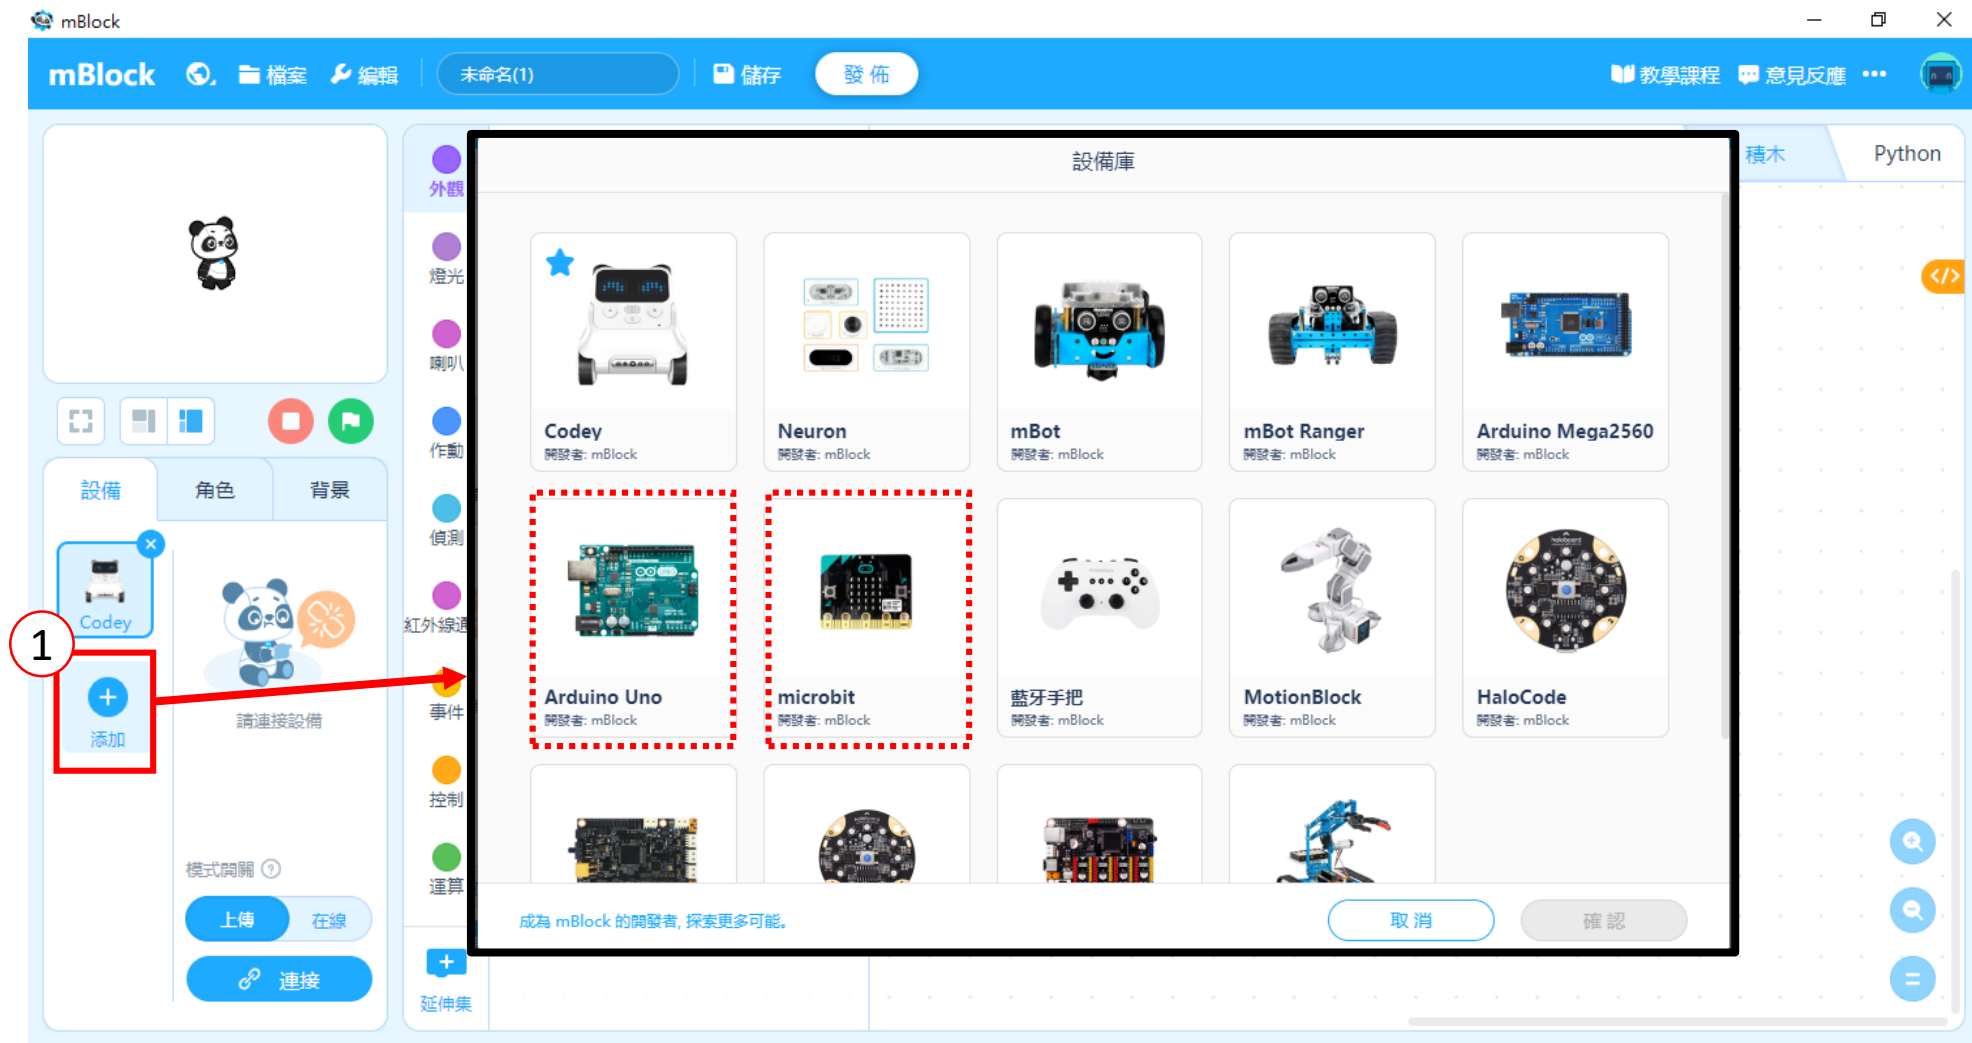 mBlock
mBlock 檔案 編輯 未命名(1) 儲存 發佈 教學課程 意見反應
設備庫
積木 Python
外觀
燈光
喇叭
作動
偵測
紅外線通
事件
控制
運算
延伸集
Codey
開發者: mBlock
Neuron
開發者: mBlock
mBot
開發者: mBlock
mBot Ranger
開發者: mBlock
Arduino Mega2560
開發者: mBlock
Arduino Uno
開發者: mBlock
microbit
開發者: mBlock
藍牙手把
開發者: mBlock
MotionBlock
開發者: mBlock
HaloCode
開發者: mBlock
成為 mBlock 的開發者, 探索更多可能。
取消 確認
設備 角色 背景
Codey
1
添加
請連接設備
模式開關
上傳 在線
連接